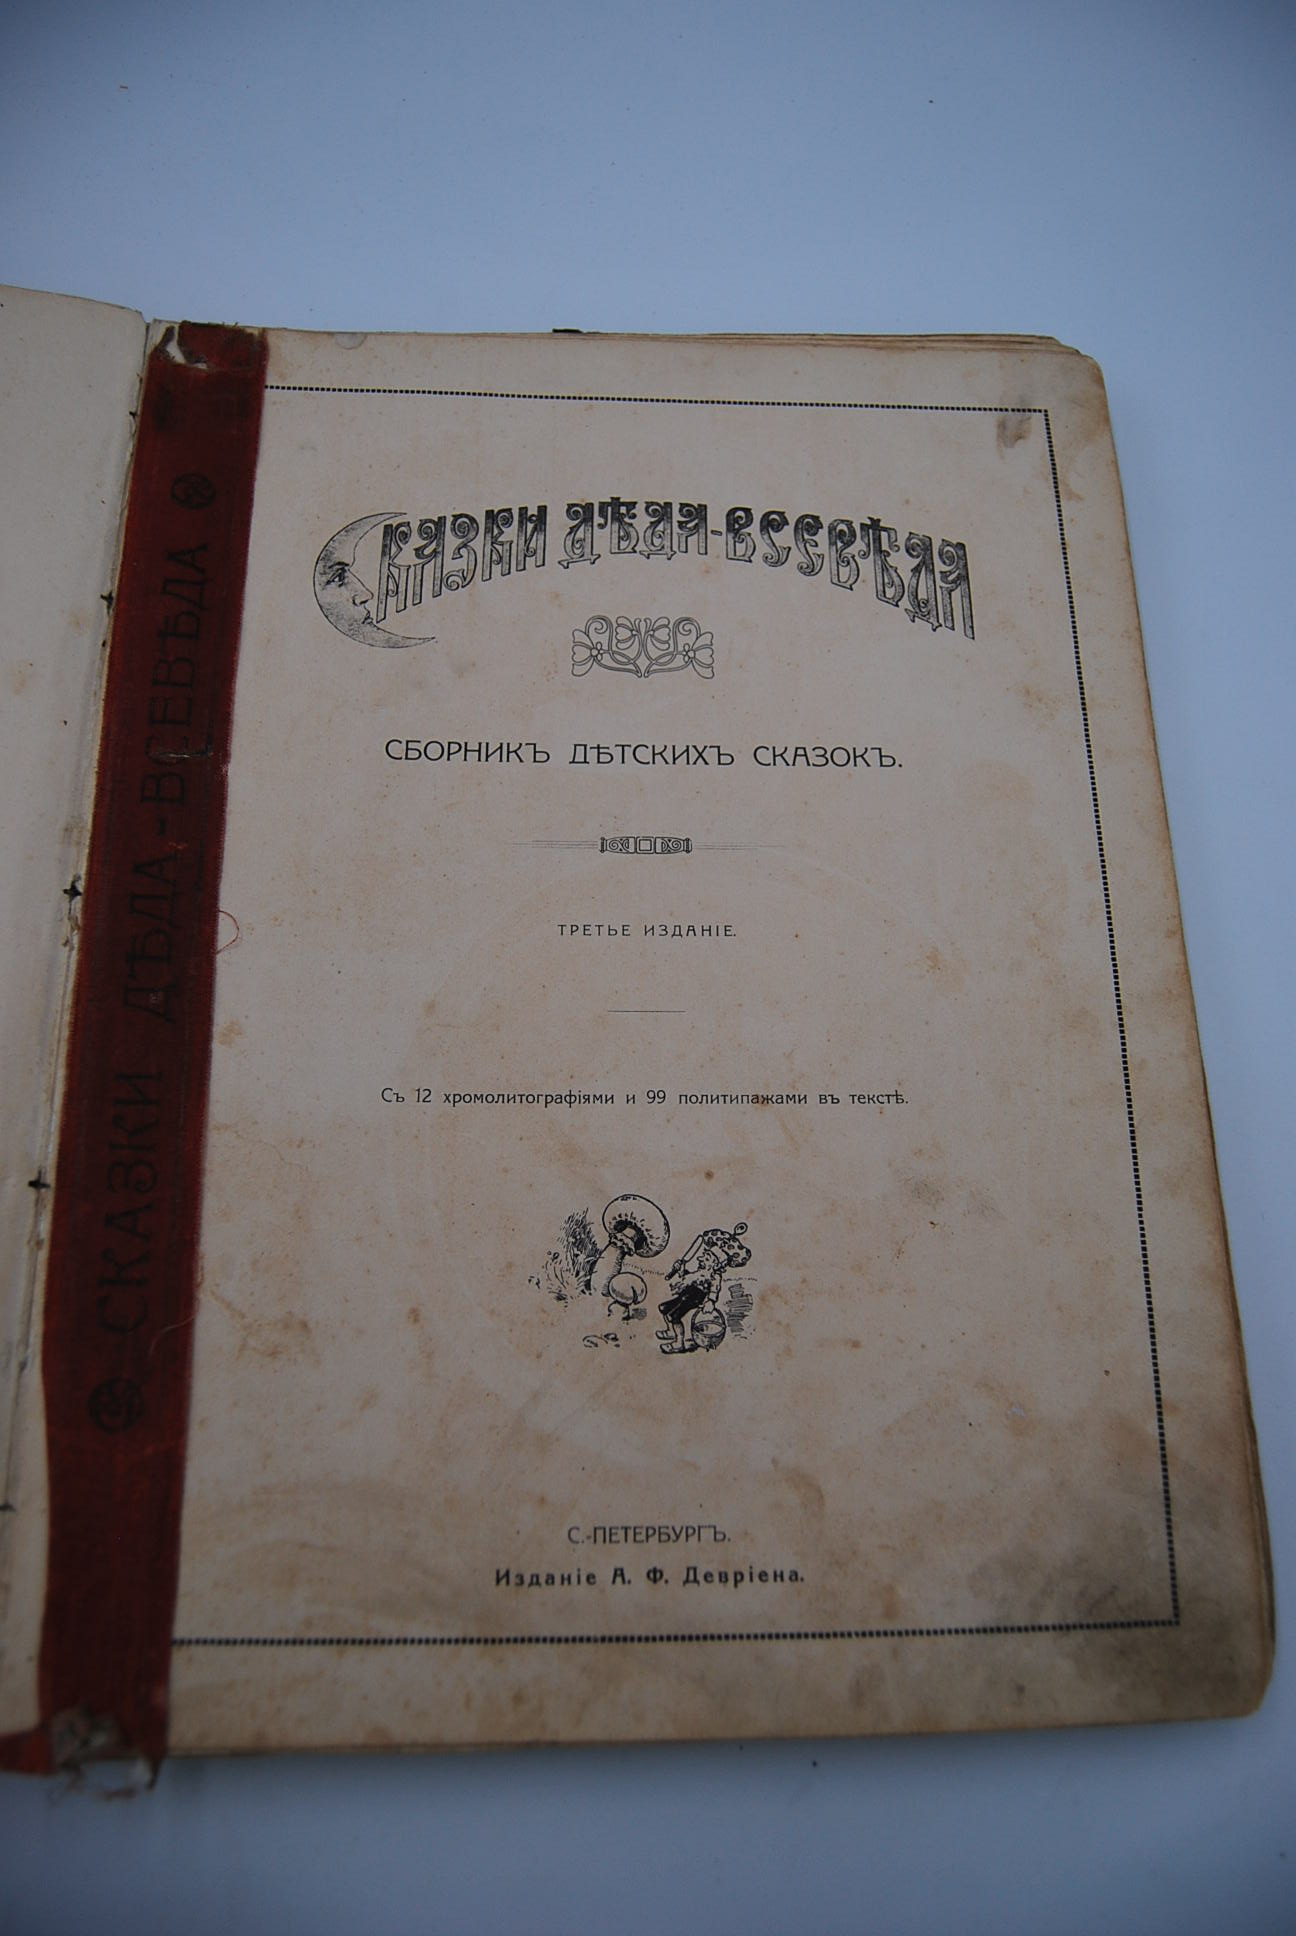 СКАЗКИ ДѢДА-ВСЕВѢДА
СКАЗКИ ДѢДА-ВСЕВѢДА
СБОРНИКЪ ДѢТСКИХЪ СКАЗОКЪ.
ТРЕТЬЕ ИЗДАНІЕ.
Съ 12 хромолитографіями и 99 политипажами въ текстѣ.
С.-ПЕТЕРБУРГЪ.
Изданіе А. Ф. Девріена.